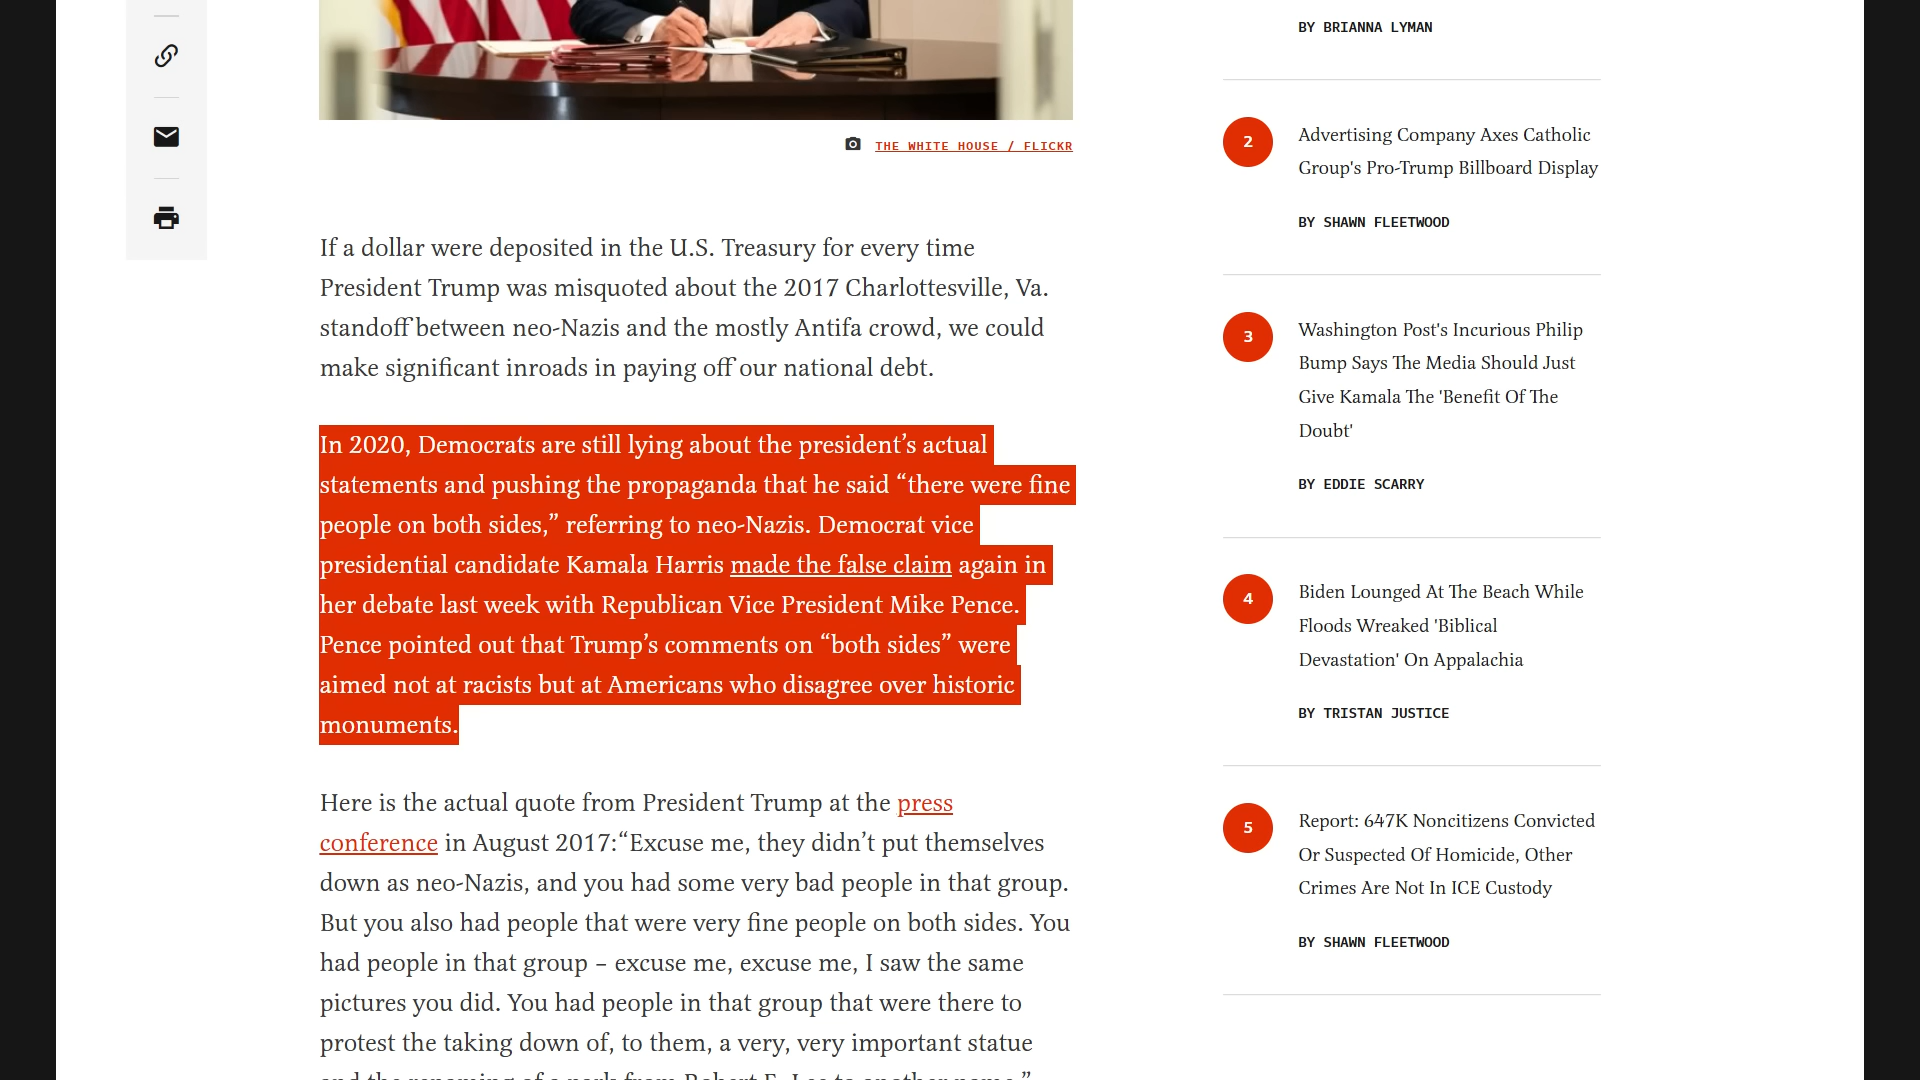 THE WHITE HOUSE / FLICKR
If a dollar were deposited in the U.S. Treasury for every time
President Trump was misquoted about the 2017 Charlottesville, Va.
standoff between neo-Nazis and the mostly Antifa crowd, we could
make significant inroads in paying off our national debt.
In 2020, Democrats are still lying about the president’s actual
statements and pushing the propaganda that he said “there were fine
people on both sides,” referring to neo-Nazis. Democrat vice
presidential candidate Kamala Harris made the false claim again in
her debate last week with Republican Vice President Mike Pence.
Pence pointed out that Trump’s comments on “both sides” were
aimed not at racists but at Americans who disagree over historic
monuments.
Here is the actual quote from President Trump at the press
conference in August 2017:“Excuse me, they didn’t put themselves
down as neo-Nazis, and you had some very bad people in that group.
But you also had people that were very fine people on both sides. You
had people in that group – excuse me, excuse me, I saw the same
pictures you did. You had people in that group that were there to
protest the taking down of, to them, a very, very important statue
and the renaming of a park from Robert E. Lee to another name.”
BY BRIANNA LYMAN
2
Advertising Company Axes Catholic
Group's Pro-Trump Billboard Display
BY SHAWN FLEETWOOD
3
Washington Post's Incurious Philip
Bump Says The Media Should Just
Give Kamala The 'Benefit Of The
Doubt'
BY EDDIE SCARRY
4
Biden Lounged At The Beach While
Floods Wreaked 'Biblical
Devastation' On Appalachia
BY TRISTAN JUSTICE
5
Report: 647K Noncitizens Convicted
Or Suspected Of Homicide, Other
Crimes Are Not In ICE Custody
BY SHAWN FLEETWOOD